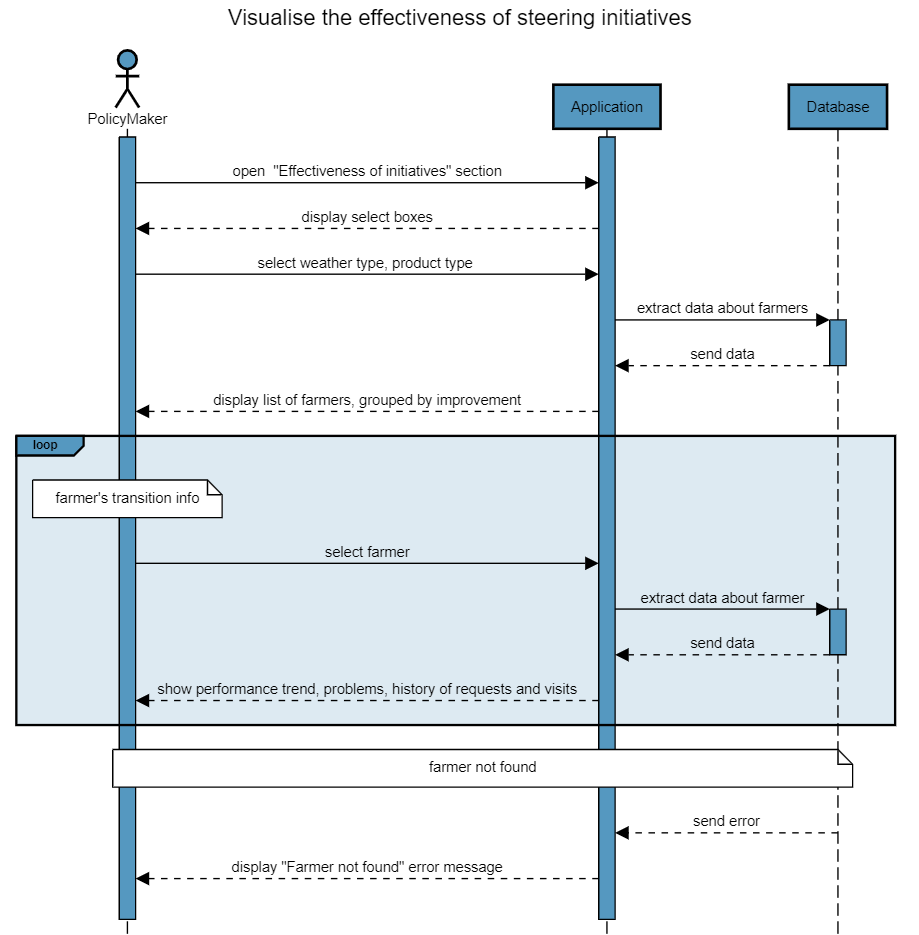 Visualise the effectiveness of steering initiatives
PolicyMaker
Application
Database
open  "Effectiveness of initiatives" section
display select boxes
select weather type, product type
extract data about farmers
send data
display list of farmers, grouped by improvement
loop
farmer's transition info
select farmer
extract data about farmer
send data
show performance trend, problems, history of requests and visits
farmer not found
send error
display "Farmer not found" error message